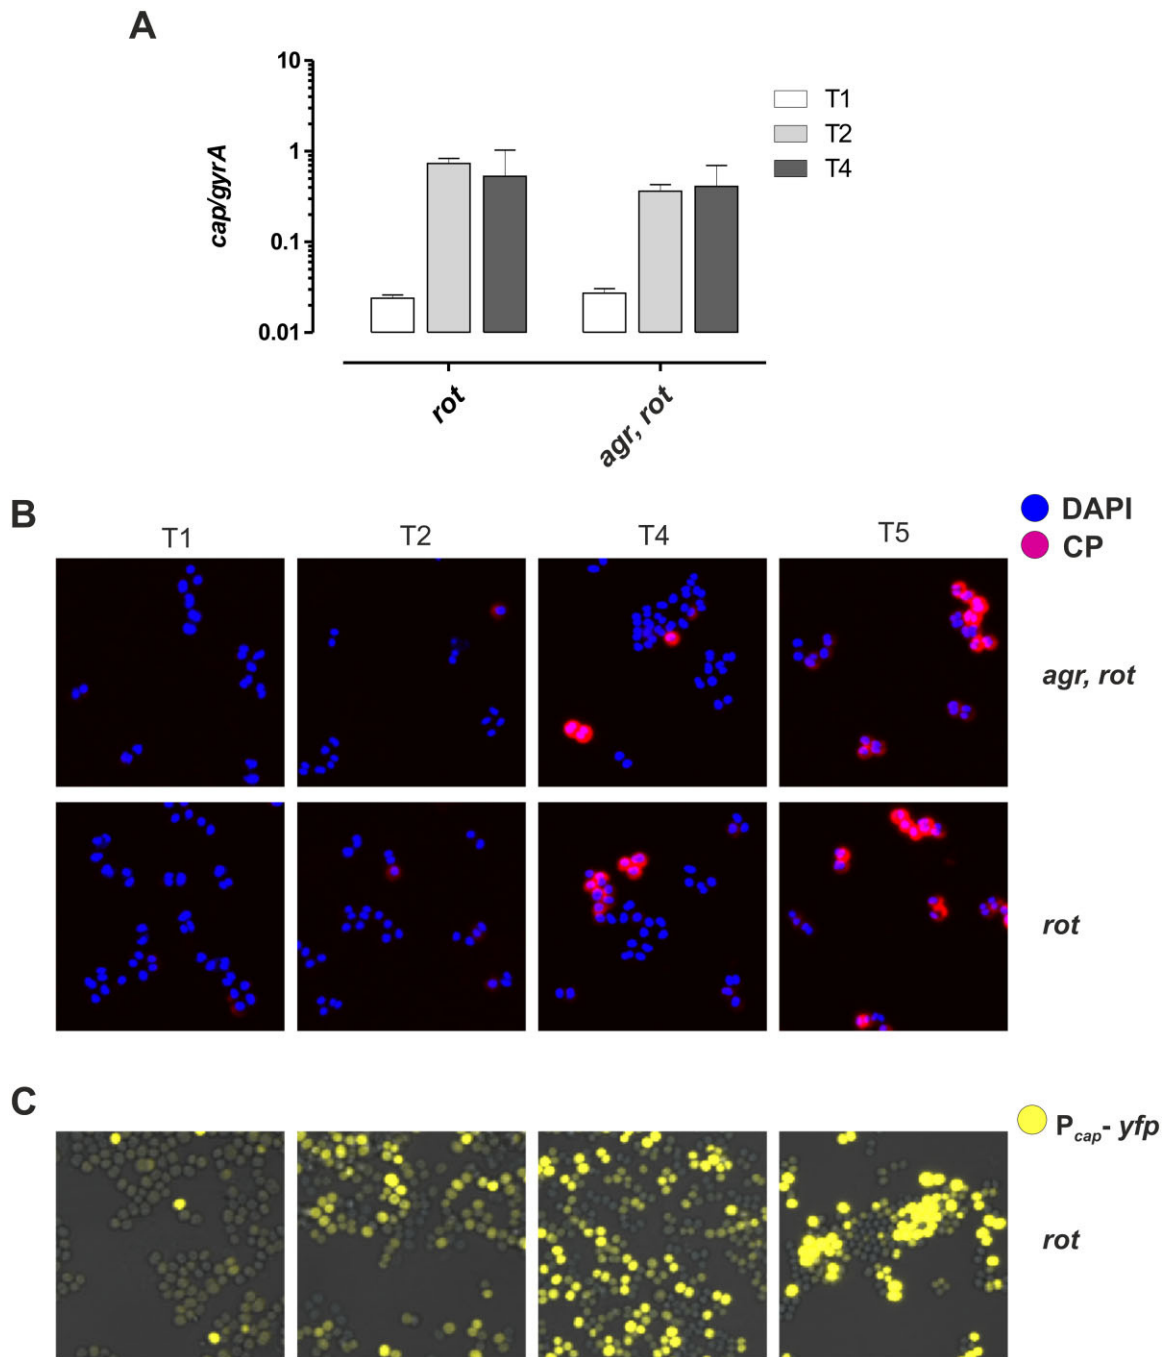 A
10
1
0.1
0.01
cap/gyrA
T1
T2
T4
rot
agr, rot
B
T1
T2
T4
T5
DAPI
CP
agr, rot
rot
C
Pcap- yfp
rot